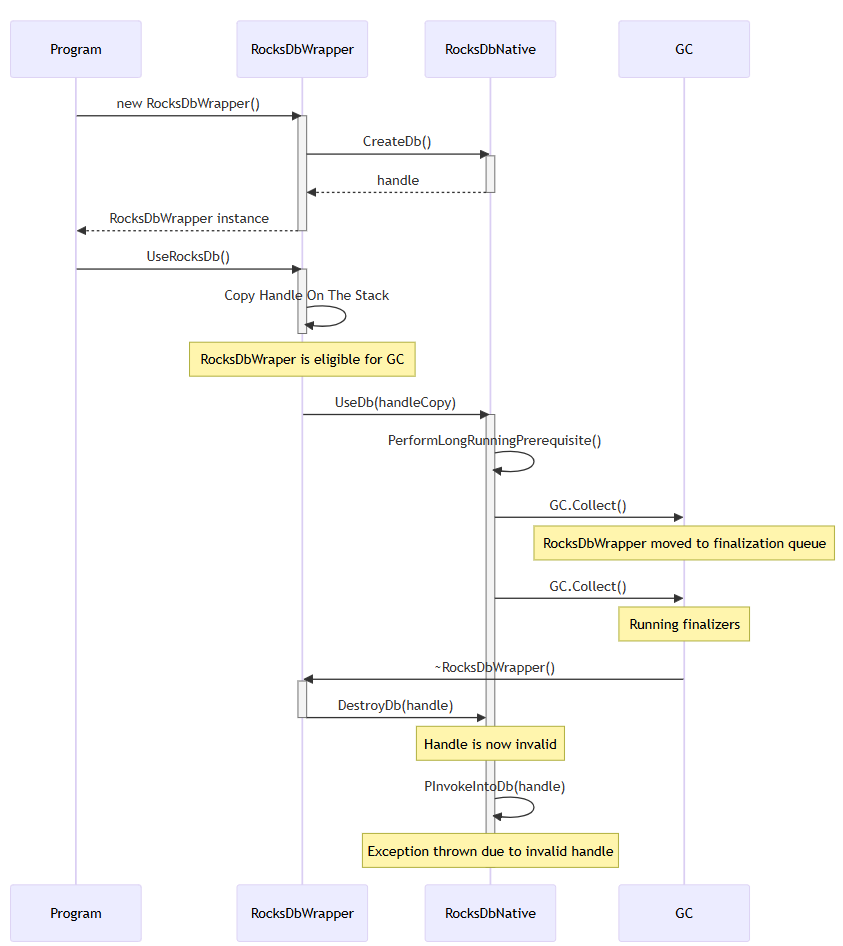 Program
RocksDbWrapper
RocksDbNative
GC
new RocksDbWrapper()
CreateDb()
handle
RocksDbWrapper instance
UseRocksDb()
Copy Handle On The Stack
RocksDbWraper is eligible for GC
UseDb(handleCopy)
PerformLongRunningPrerequisite()
GC.Collect()
RocksDbWrapper moved to finalization queue
GC.Collect()
Running finalizers
~RocksDbWrapper()
DestroyDb(handle)
Handle is now invalid
PInvokeIntoDb(handle)
Exception thrown due to invalid handle
Program
RocksDbWrapper
RocksDbNative
GC